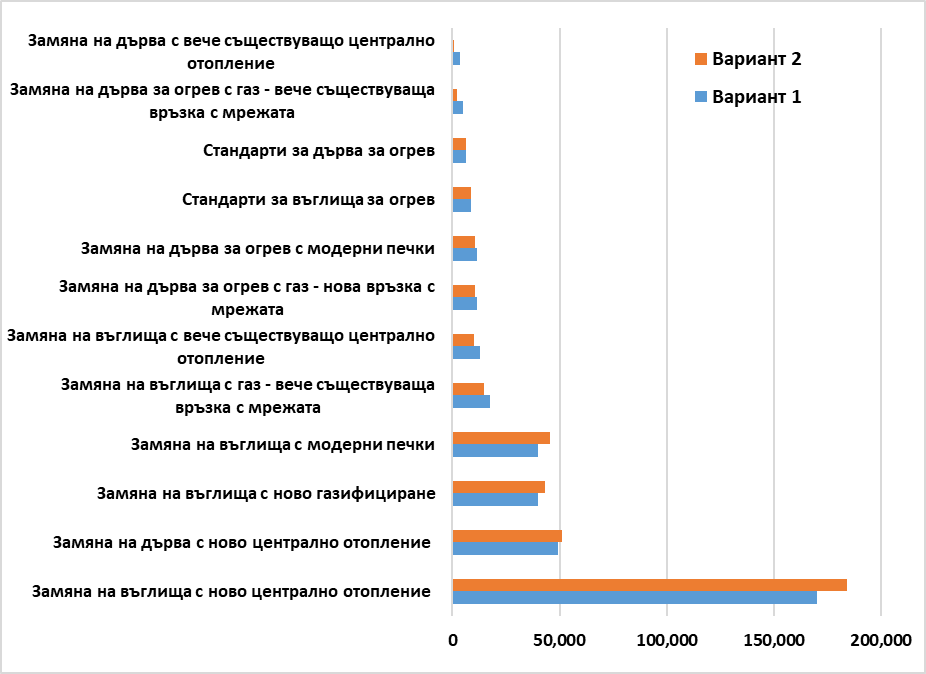 Замяна на дърва с вече съществуващо централно
отопление
Замяна на дърва за огрев с газ - вече съществуваща
връзка с мрежата
Стандарти за дърва за огрев
Стандарти за въглища за огрев
Замяна на дърва за огрев с модерни печки
Замяна на дърва за огрев с газ - нова връзка с
мрежата
Замяна на въглища с вече съществуващо централно
отопление
Замяна на въглища с газ - вече съществуваща
връзка с мрежата
Замяна на въглища с модерни печки
Замяна на въглища с ново газифициране
Замяна на дърва с ново централно отопление
Замяна на въглища с ново централно отопление
Вариант 2
Вариант 1
0 50,000 100,000 150,000 200,000